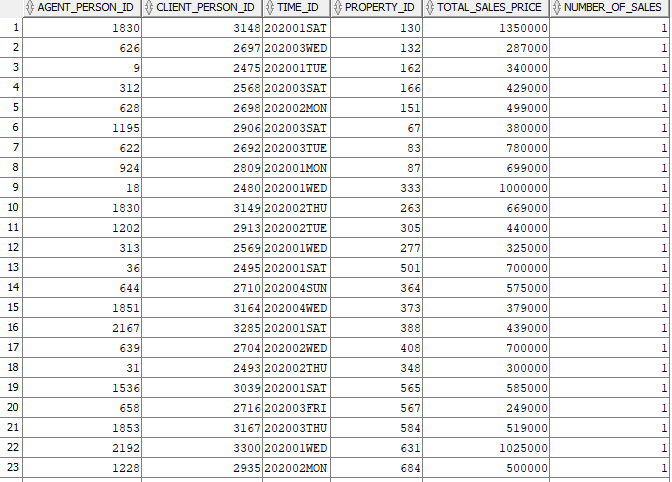 AGENT_PERSON_ID CLIENT_PERSON_ID TIME_ID PROPERTY_ID TOTAL_SALES_PRICE NUMBER_OF_SALES
1 1830 3148 202001SAT 130 1350000 1
2 626 2697 202003WED 132 287000 1
3 9 2475 202001TUE 162 340000 1
4 312 2568 202003SAT 166 429000 1
5 628 2698 202002MON 151 499000 1
6 1195 2906 202003SAT 67 380000 1
7 622 2692 202003TUE 83 780000 1
8 924 2809 202001MON 87 699000 1
9 18 2480 202001WED 333 1000000 1
10 1830 3149 202002THU 263 669000 1
11 1202 2913 202002TUE 305 440000 1
12 313 2569 202001WED 277 325000 1
13 36 2495 202001SAT 501 700000 1
14 644 2710 202004SUN 364 575000 1
15 1851 3164 202004WED 373 379000 1
16 2167 3285 202001SAT 388 439000 1
17 639 2704 202002WED 408 700000 1
18 31 2493 202002THU 348 300000 1
19 1536 3039 202001SAT 565 585000 1
20 658 2716 202003FRI 567 249000 1
21 1853 3167 202003THU 584 519000 1
22 2192 3300 202001WED 631 1025000 1
23 1228 2935 202002MON 684 500000 1